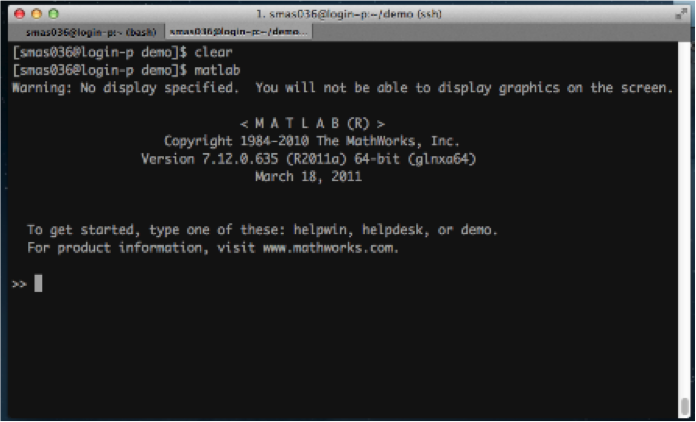 1. smas036@login-p:~/demo (ssh)
smas036@login-p:~ (bash) smas036@login-p:~/demo...
[smas036@login-p demo]$ clear
[smas036@login-p demo]$ matlab
Warning: No display specified.  You will not be able to display graphics on the screen.
< M A T L A B (R) >
Copyright 1984-2010 The MathWorks, Inc.
Version 7.12.0.635 (R2011a) 64-bit (glnxa64)
March 18, 2011
To get started, type one of these: helpwin, helpdesk, or demo.
For product information, visit www.mathworks.com.
>>